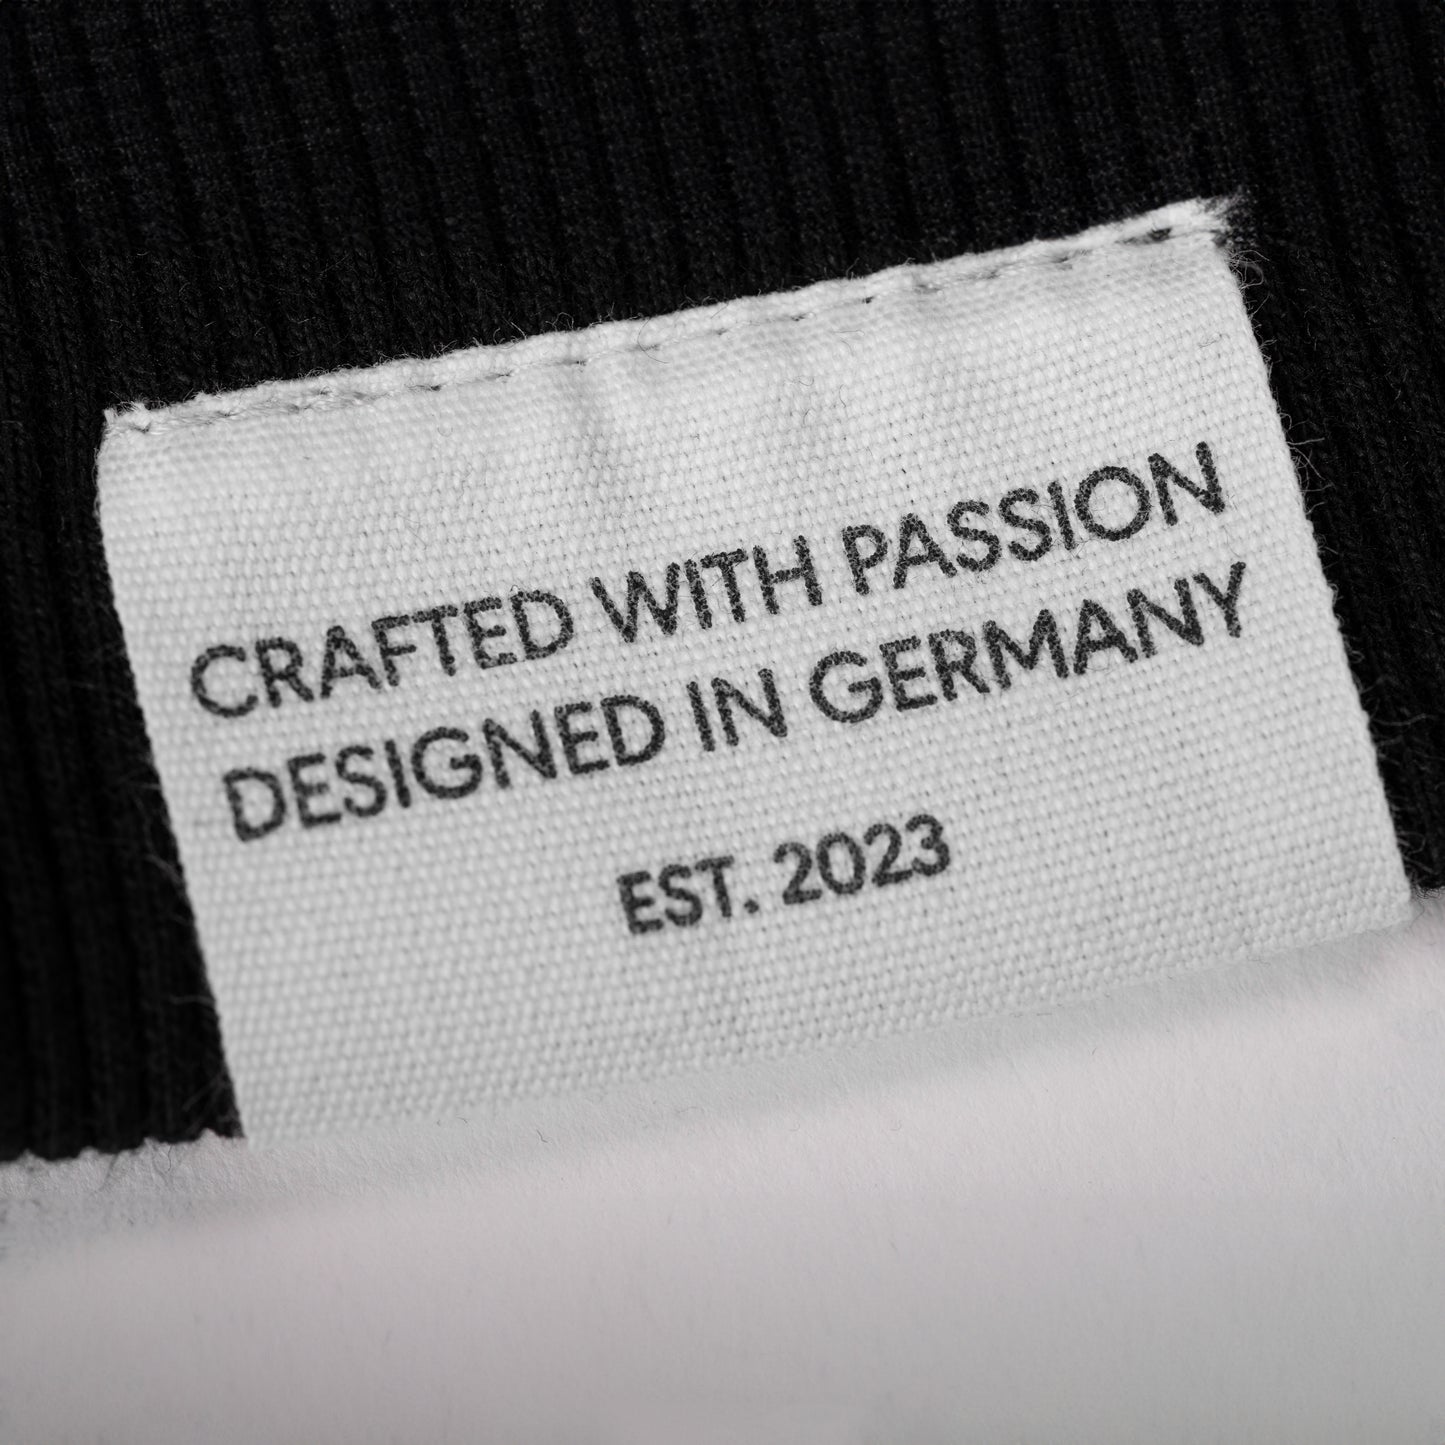 CRAFTED WITH PASSION
DESIGNED IN GERMANY
EST. 2023